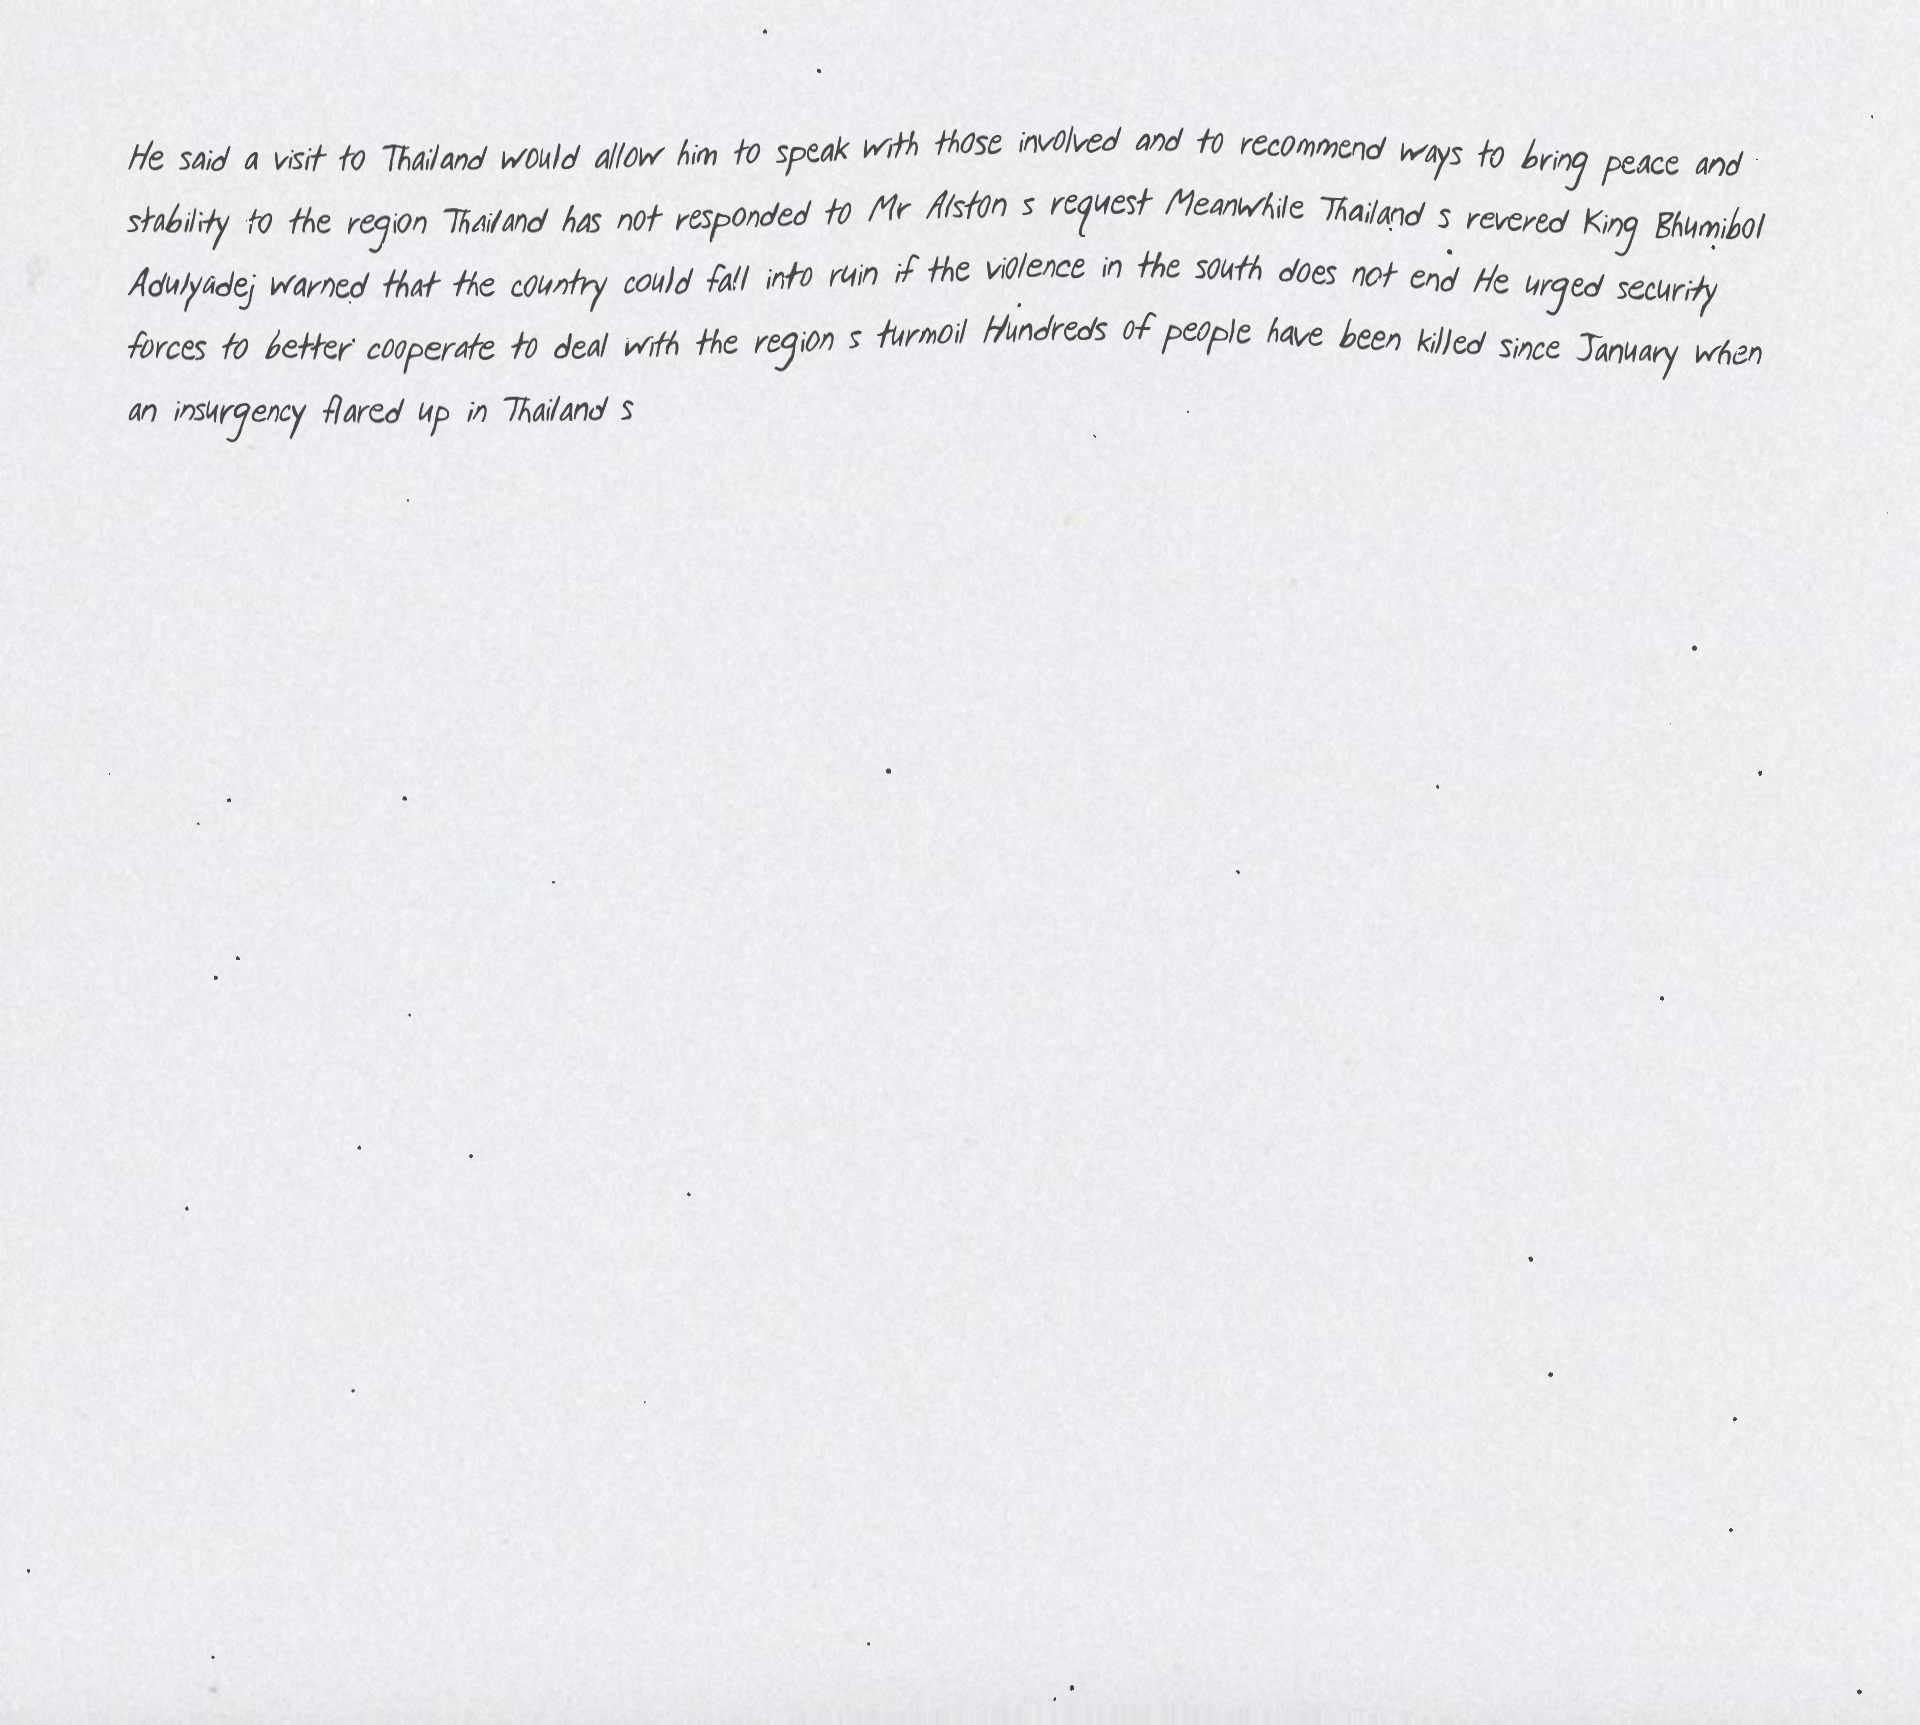 He said a visit to Thailand would allow him to speak with those involved and to recommend ways to bring peace and
stability to the region Thailand has not responded to Mr Alston s request Meanwhile Thailand s revered King Bhumibol
Adulyadej warned that the country could fall into ruin if the violence in the south does not end He urged security
forces to better cooperate to deal with the region s turmoil Hundreds of people have been killed since January when
an insurgency flared up in Thailand s